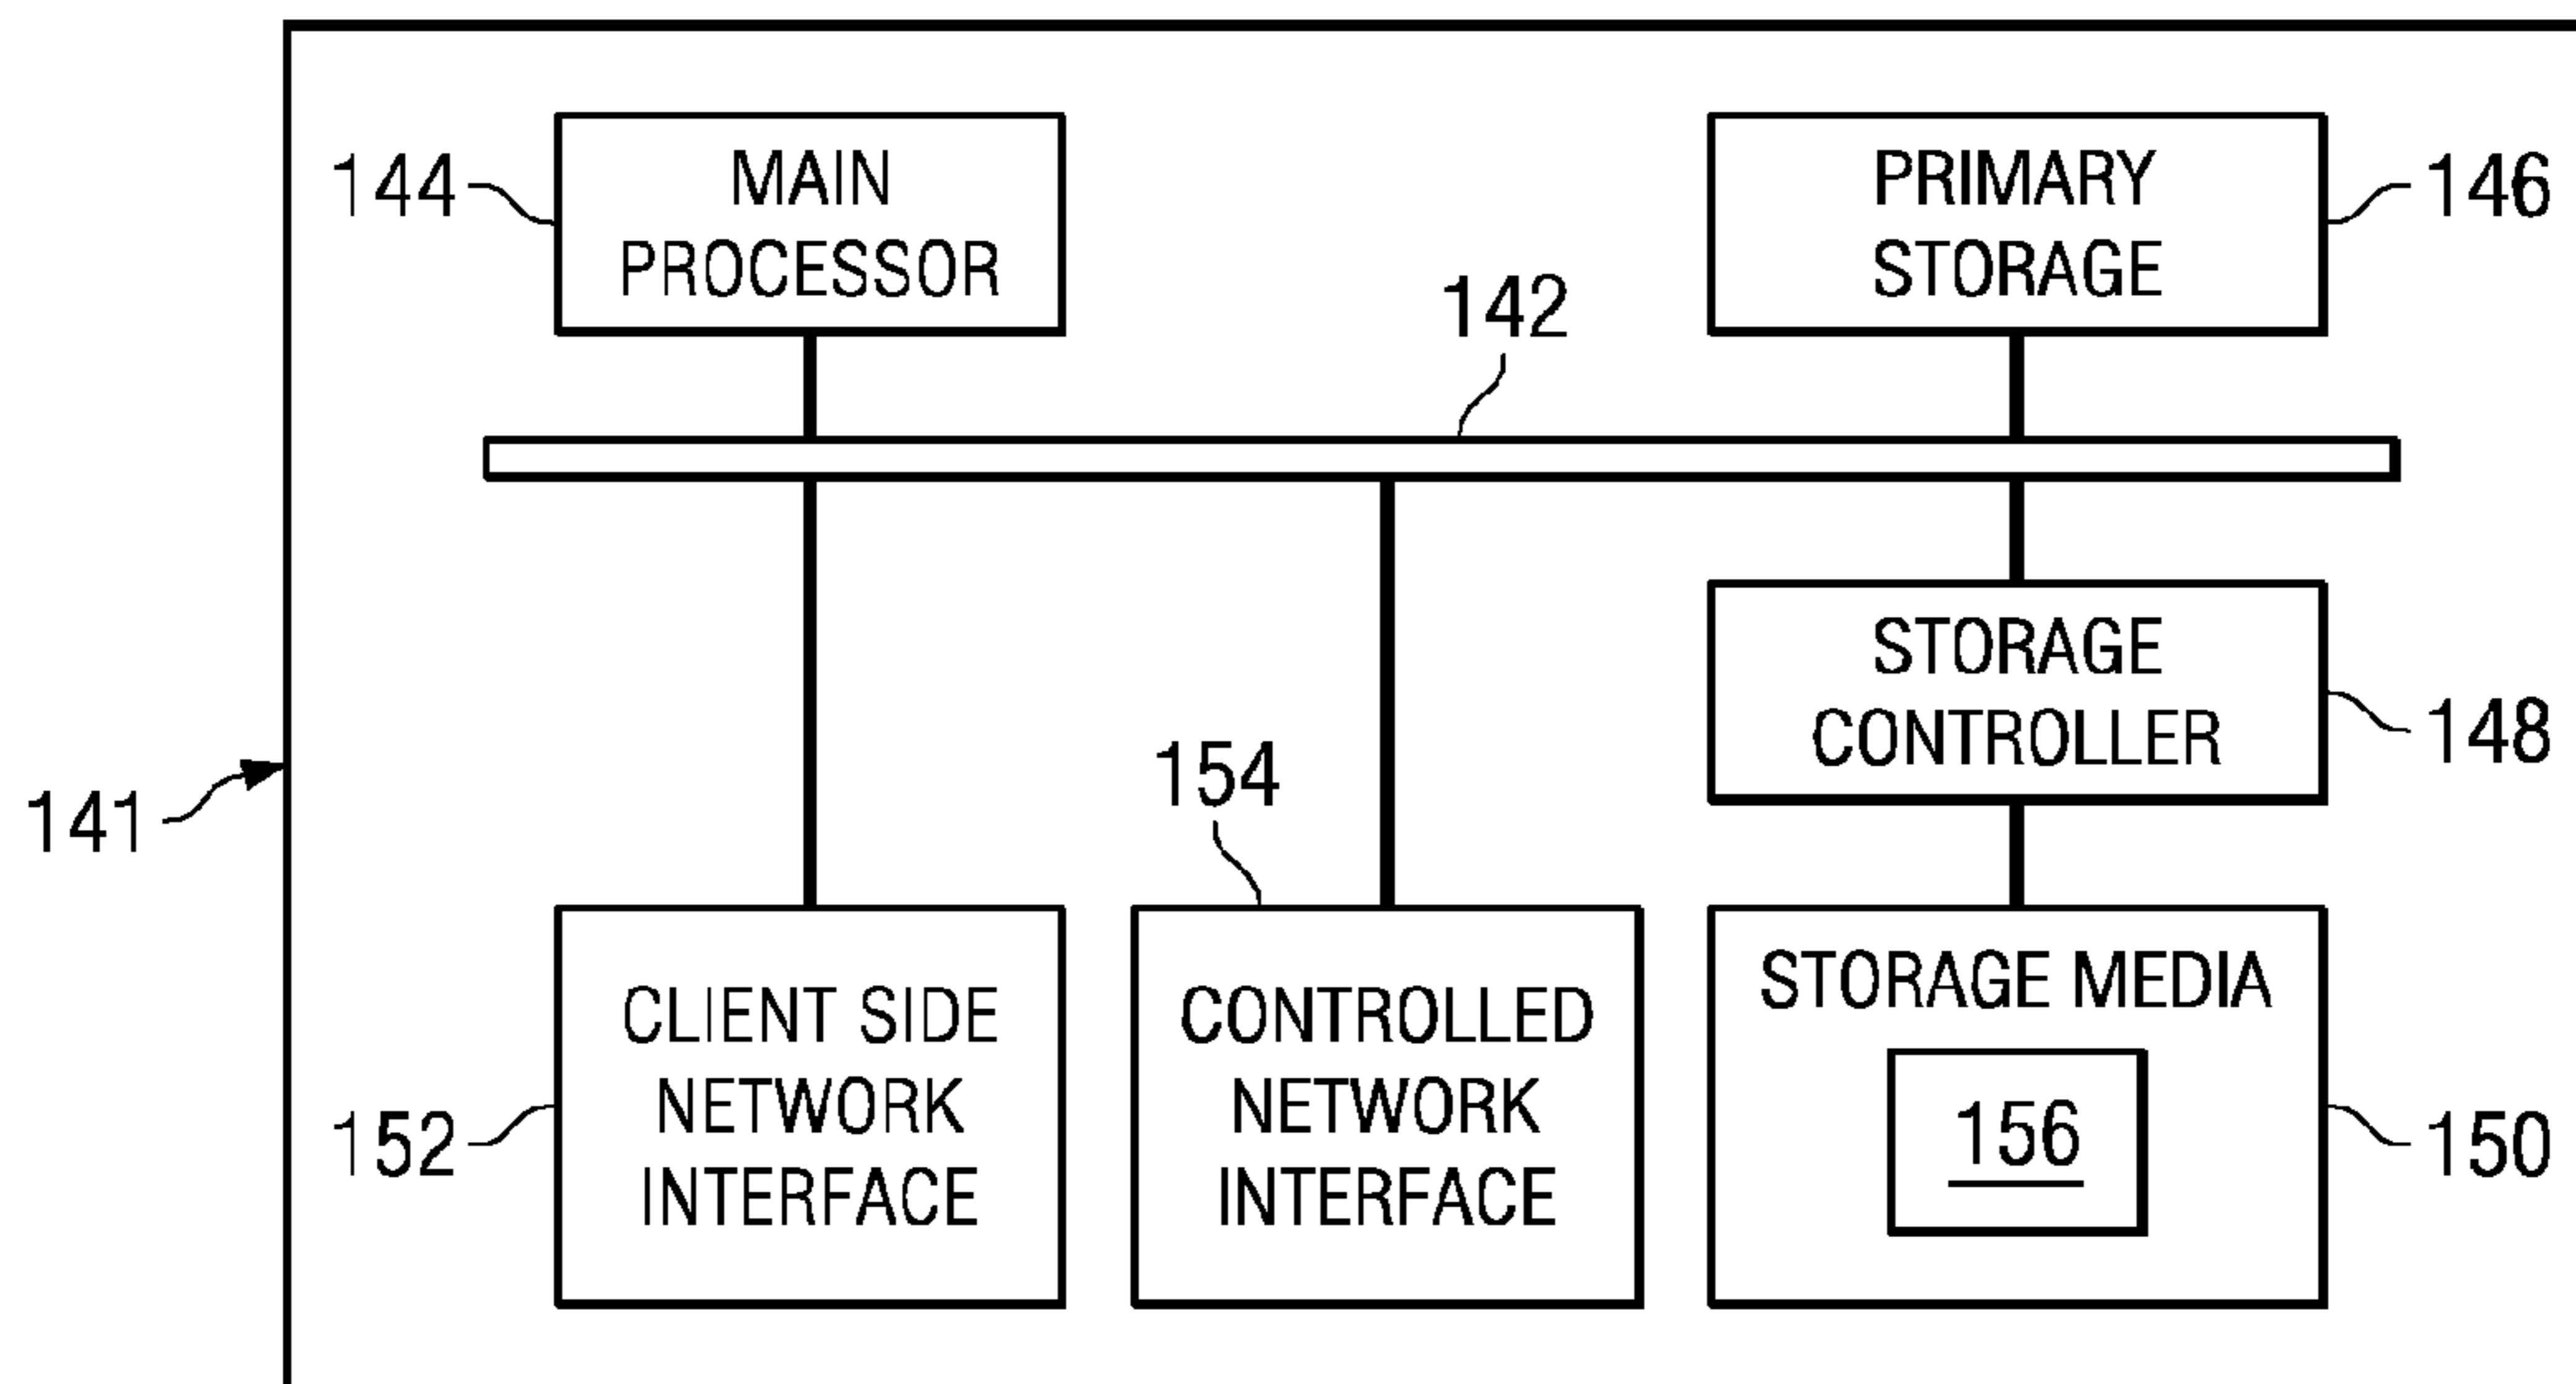 144
MAIN
PROCESSOR
PRIMARY
STORAGE
146
142
STORAGE
CONTROLLER
148
154
141
CLIENT SIDE
NETWORK
INTERFACE
152
CONTROLLED
NETWORK
INTERFACE
STORAGE MEDIA
156
150